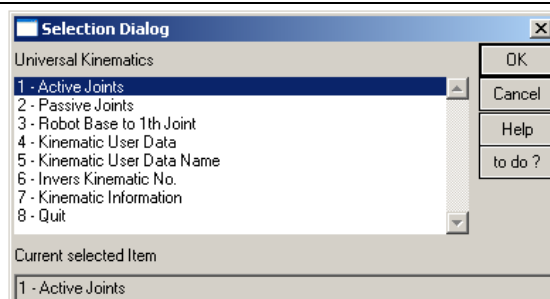 Selection Dialog
Universal Kinematics
1 - Active Joints
2 - Passive Joints
3 - Robot Base to 1th Joint
4 - Kinematic User Data
5 - Kinematic User Data Name
6 - Invers Kinematic No.
7 - Kinematic Information
8 - Quit
OK
Cancel
Help
to do ?
Current selected Item
1 - Active Joints